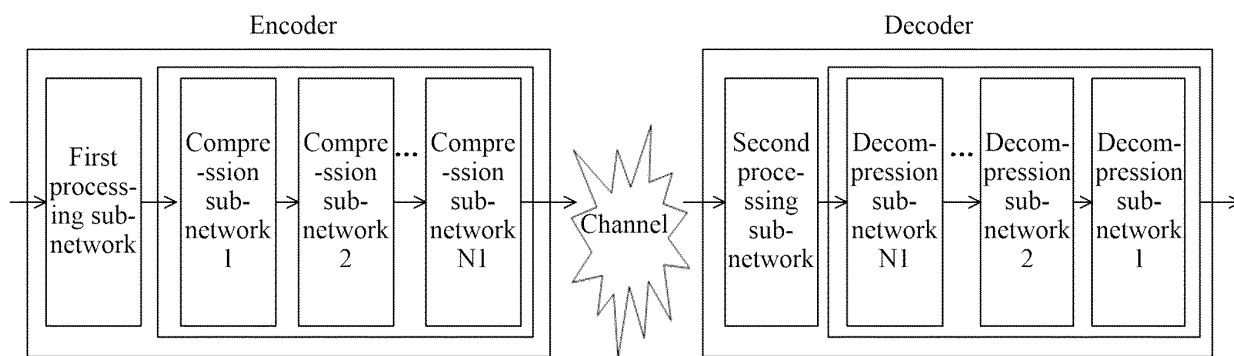 Encoder
First
process-
ing sub-
network
Compre
-ssion
sub-
network
1
Compre
-ssion
sub-
network
2
...
Compre
-ssion
sub-
network
N1
Channel
Decoder
Second
proce-
ssing
sub-
network
Decom-
pression
sub-
network
N1
...
Decom-
pression
sub-
network
2
Decom-
pression
sub-
network
1